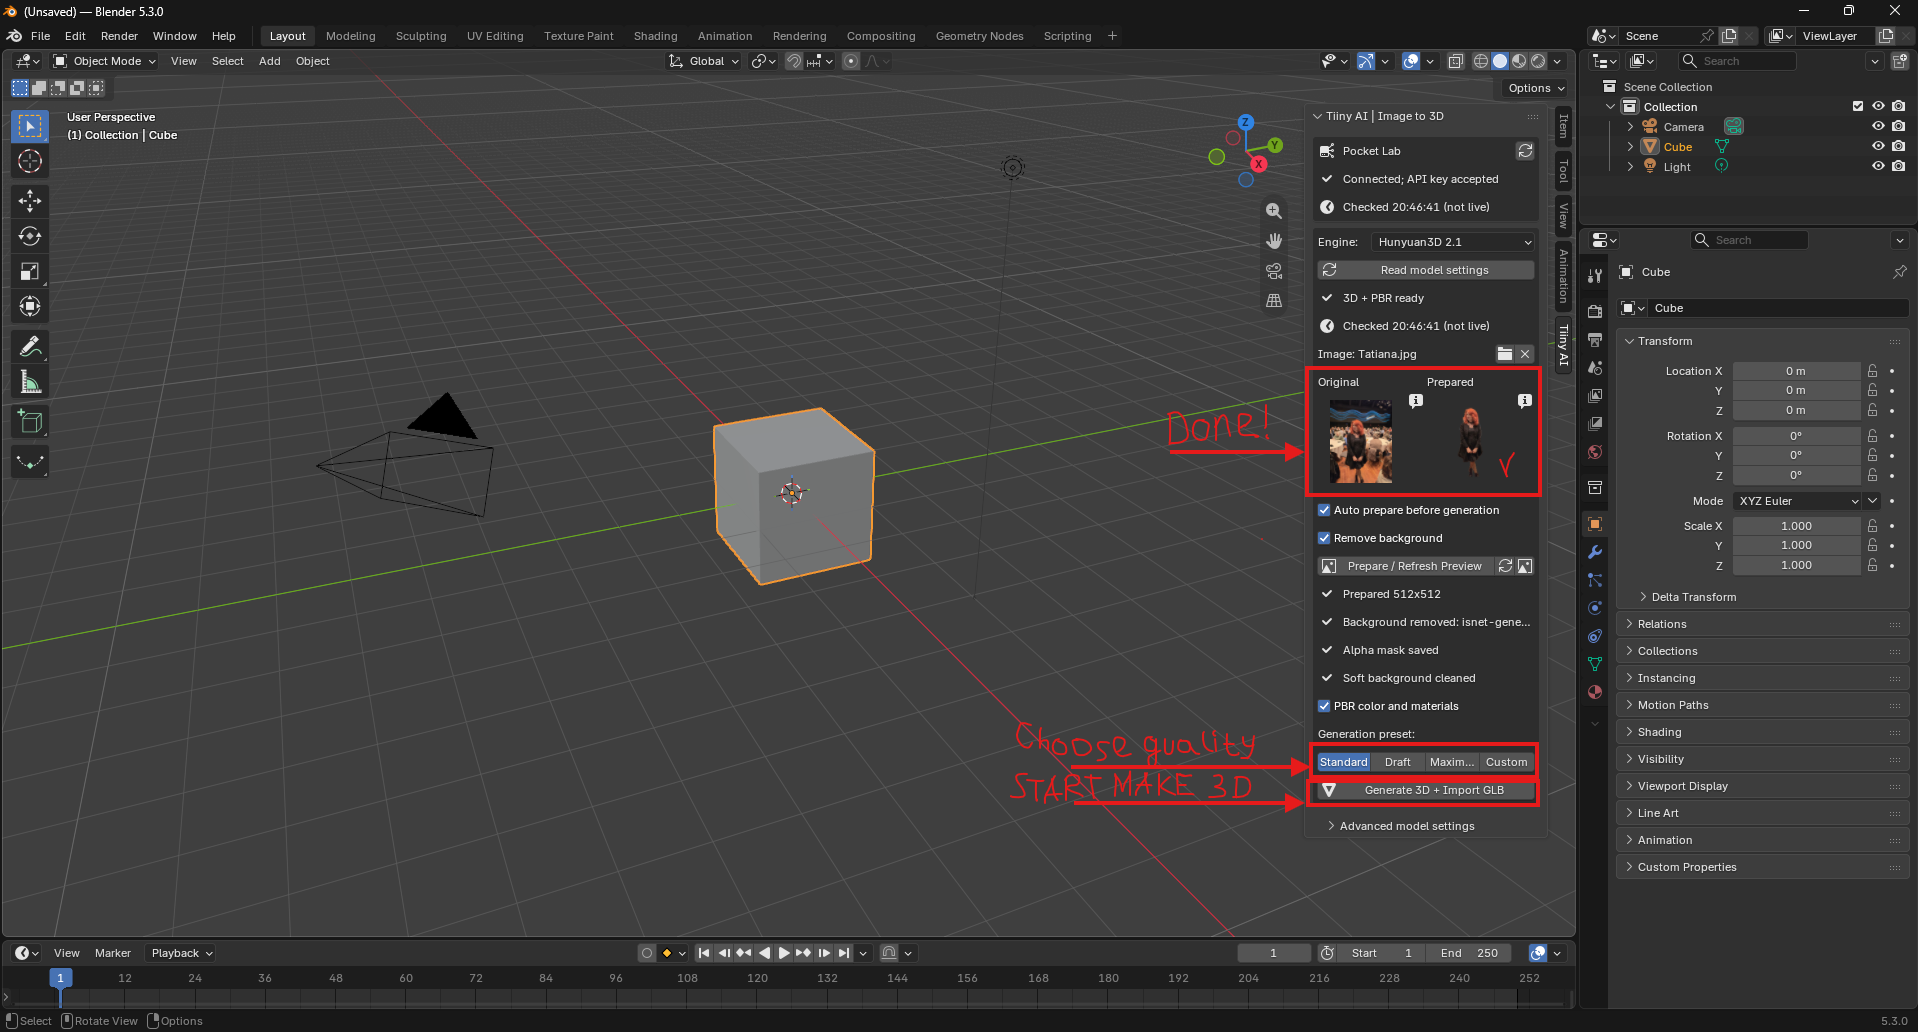 (Unsaved) — Blender 5.3.0
File Edit Render Window Help
Layout Modeling Sculpting UV Editing Texture Paint Shading Animation Rendering Compositing Geometry Nodes Scripting +
Scene
ViewLayer
Object Mode View Select Add Object
Global
Options
User Perspective
(1) Collection | Cube
Z
Y
X
Tiiny AI | Image to 3D
Pocket Lab
Connected; API key accepted
Checked 20:46:41 (not live)
Engine: Hunyuan3D 2.1
Read model settings
3D + PBR ready
Checked 20:46:41 (not live)
Image: Tatiana.jpg
Original Prepared
Done!
Auto prepare before generation
Remove background
Prepare / Refresh Preview
Prepared 512x512
Background removed: isnet-gene...
Alpha mask saved
Soft background cleaned
PBR color and materials
Generation preset:
Choose quality
Standard Draft Maxim... Custom
START MAKE 3D
Generate 3D + Import GLB
Advanced model settings
Item
Tool
View
Animation
Tiiny AI
Search
Scene Collection
Collection
Camera
Cube
Light
Search
Cube
Cube
Transform
Location X 0 m
Y 0 m
Z 0 m
Rotation X 0°
Y 0°
Z 0°
Mode XYZ Euler
Scale X 1.000
Y 1.000
Z 1.000
Delta Transform
Relations
Collections
Instancing
Motion Paths
Shading
Visibility
Viewport Display
Line Art
Animation
Custom Properties
View Marker Playback
1 Start 1 End 250
1 12 24 36 48 60 72 84 96 108 120 132 144 156 168 180 192 204 216 228 240 252
Select Rotate View Options
5.3.0